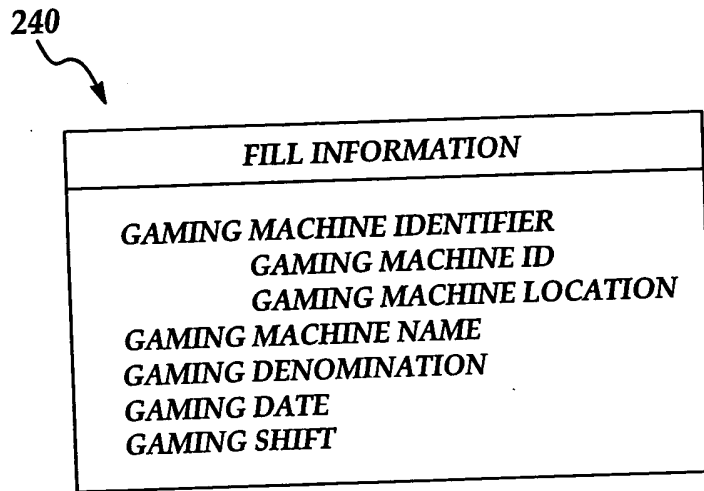 240
FILL INFORMATION
GAMING MACHINE IDENTIFIER
GAMING MACHINE ID
GAMING MACHINE LOCATION
GAMING MACHINE NAME
GAMING DENOMINATION
GAMING DATE
GAMING SHIFT